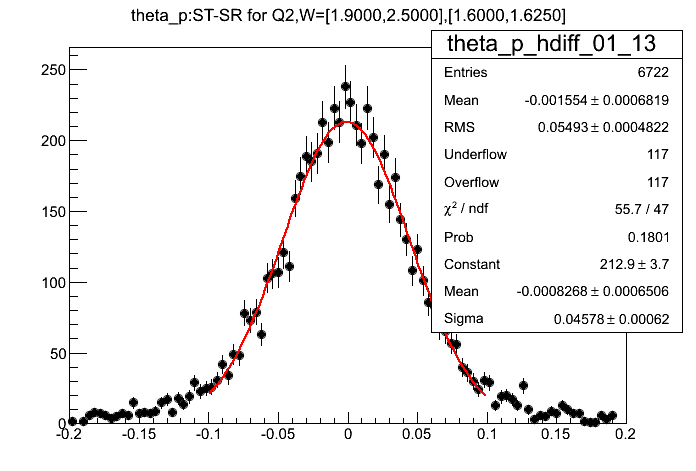 theta_p:ST-SR for Q2,W=[1.9000,2.5000],[1.6000,1.6250]
theta_p_hdiff_01_13
Entries 6722
Mean -0.001554 ± 0.0006819
RMS 0.05493 ± 0.0004822
Underflow 117
Overflow 117
χ² / ndf 55.7 / 47
Prob 0.1801
Constant 212.9 ± 3.7
Mean -0.0008268 ± 0.0006506
Sigma 0.04578 ± 0.00062
250
200
150
100
50
0
-0.2 -0.15 -0.1 -0.05 0 0.05 0.1 0.15 0.2